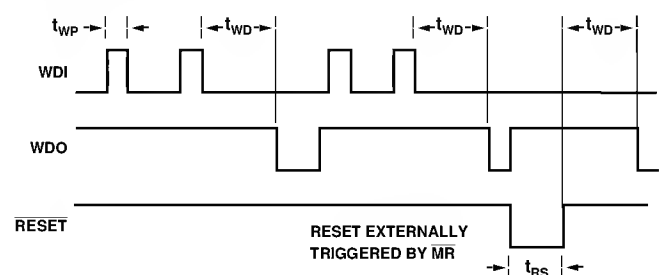 tWP
tWD
tWD
tWD
WDI
WDO
RESET
RESET EXTERNALLY
TRIGGERED BY MR
tRS